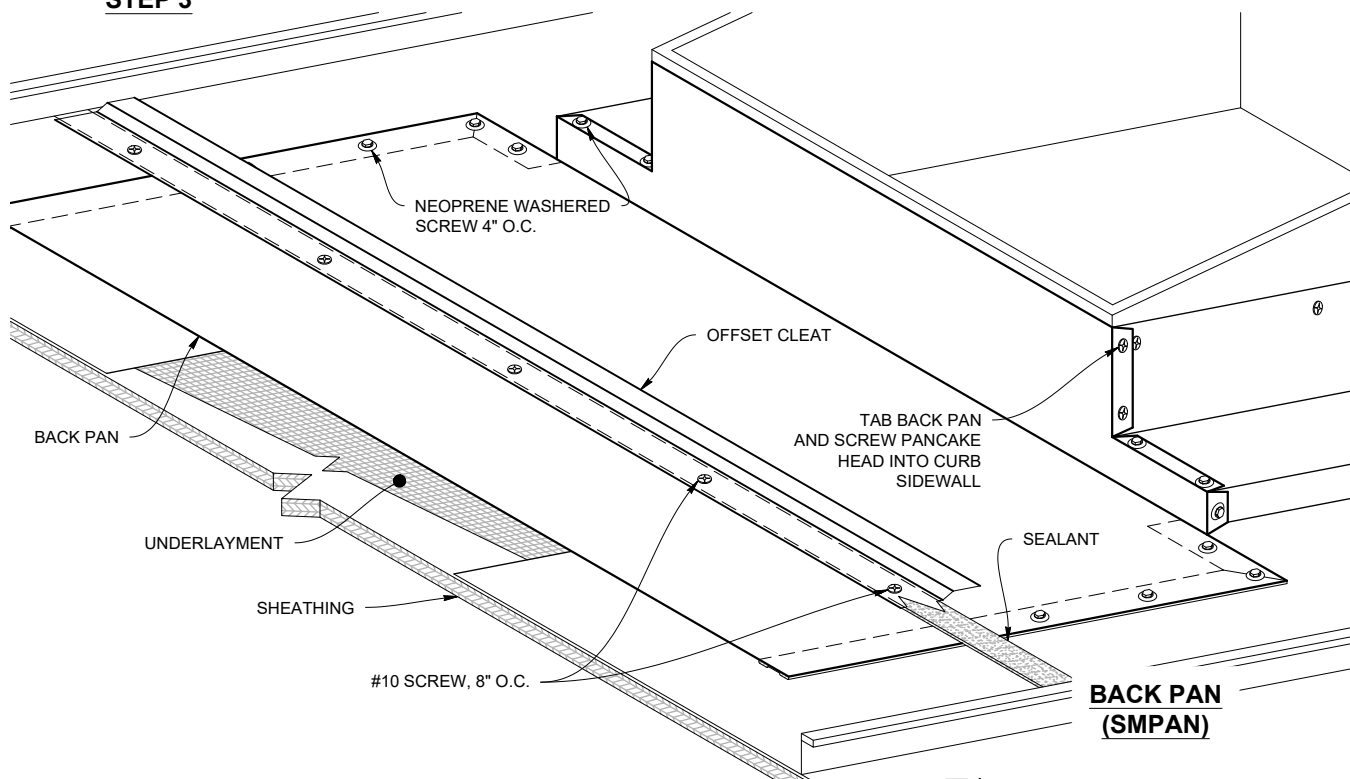 STEP 3
NEOPRENE WASHERED
SCREW 4" O.C.
OFFSET CLEAT
BACK PAN
TAB BACK PAN
AND SCREW PANCAKE
HEAD INTO CURB
SIDEWALL
UNDERLAYMENT
SEALANT
SHEATHING
#10 SCREW, 8" O.C.
BACK PAN
(SMPAN)